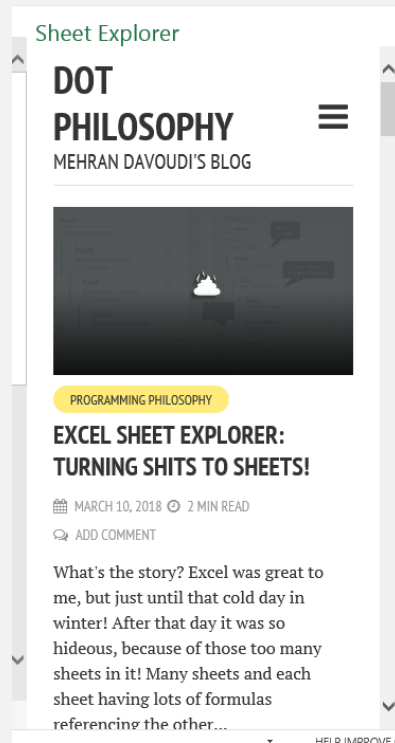 Sheet Explorer
DOT
PHILOSOPHY
MEHRAN DAVOUDI'S BLOG
PROGRAMMING PHILOSOPHY
EXCEL SHEET EXPLORER:
TURNING SHITS TO SHEETS!
MARCH 10, 2018 2 MIN READ
ADD COMMENT
What's the story? Excel was great to
me, but just until that cold day in
winter! After that day it was so
hideous, because of those too many
sheets in it! Many sheets and each
sheet having lots of formulas
referencing the other...
HELP IMPROVE